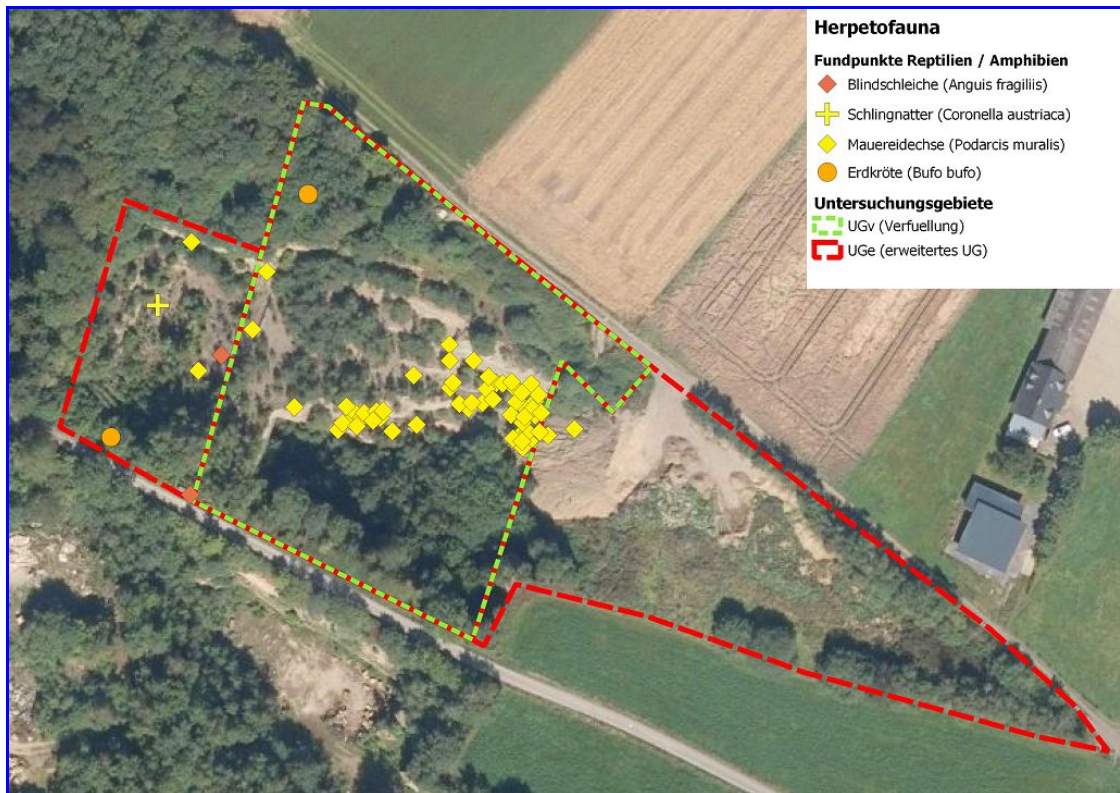 Herpetofauna
Fundpunkte Reptilien / Amphibien
Blindschleiche (Anguis fragiliis)
Schlingnatter (Coronella austriaca)
Mauereidechse (Podarcis muralis)
Erdkröte (Bufo bufo)
Untersuchungsgebiete
UGv (Verfuellung)
UGe (erweitertes UG)